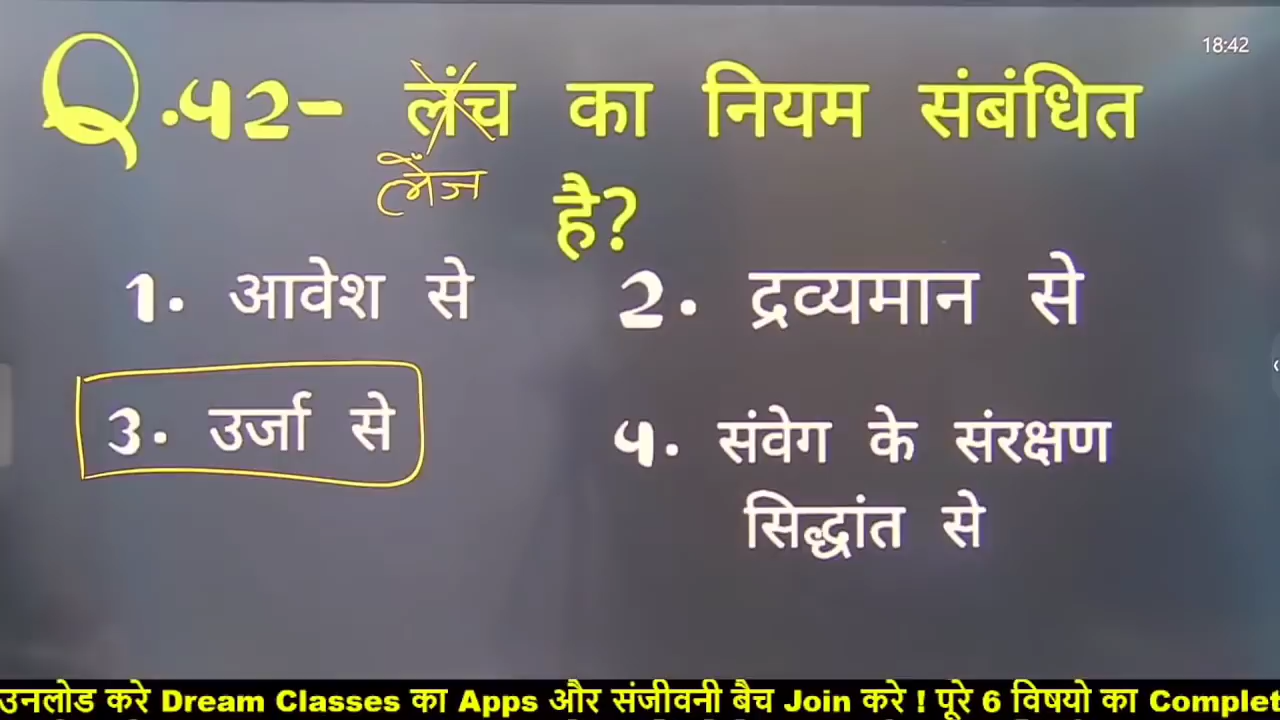 18:42
Q.42- लंच का नियम संबंधित
लेंज
है?
1. आवेश से
2. द्रव्यमान से
3. उर्जा से
4. संवेग के संरक्षण
सिद्धांत से
उनलोड करे Dream Classes का Apps और संजीवनी बैच Join करे ! पूरे 6 विषयो का Complet